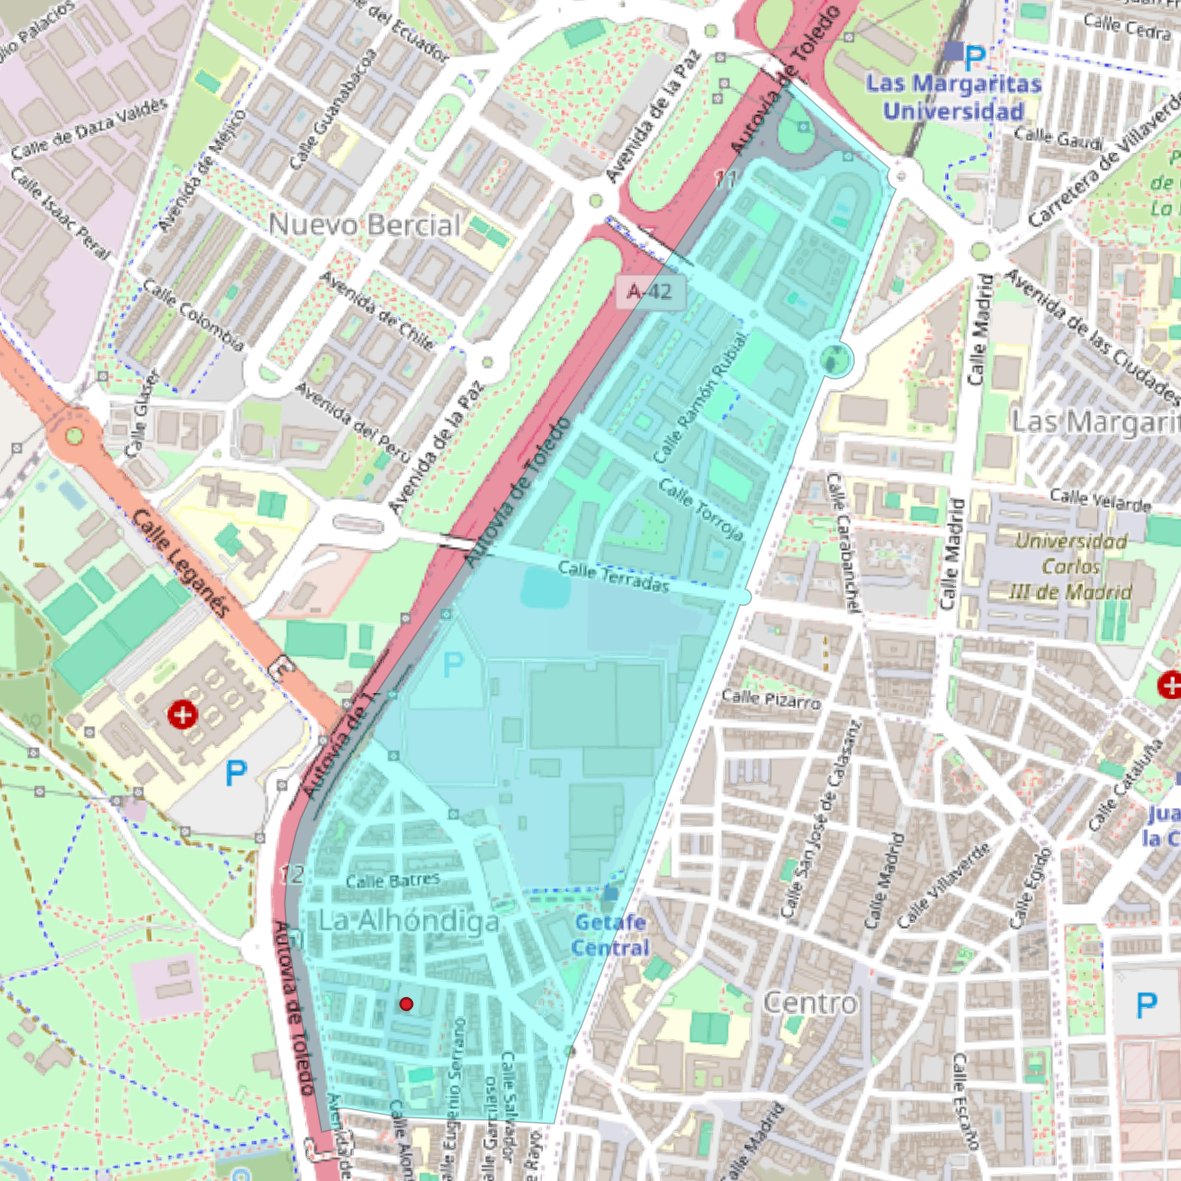 Calle del Ecuador
Calle Cedra
P
Las Margaritas
Universidad
Autovía de Toledo
Avenida de la Paz
Calle Guanabacoa
Calle de Daza Valdés
Avenida de Méjico
Calle Gaudí
Carretera de Villaverde
Calle Isaac Peral
11
Nuevo Bercial
A-42
Avenida de Chile
Calle Colombia
Calle Madrid
Avenida de las Ciudades
Calle Ramón Rubial
Calle Glaser
Avenida del Perú
Avenida de la Paz
Autovía de Toledo
Calle Torroja
Calle Carabanchel
Calle Velarde
Calle Leganés
Calle Madrid
Universidad
Carlos
III de Madrid
Calle Terradas
P
Calle Pizarro
Autovía de T
P
Calle San José de Calasanz
Calle Cataluña
12
Calle Batres
La Alhóndiga
Getafe
Central
Calle Madrid
Calle Villaverde
Calle Egido
Autovía de Toledo
Centro
P
Calle Eugenio Serrano
Calle Salvador
Calle Escaño
Calle Madrid